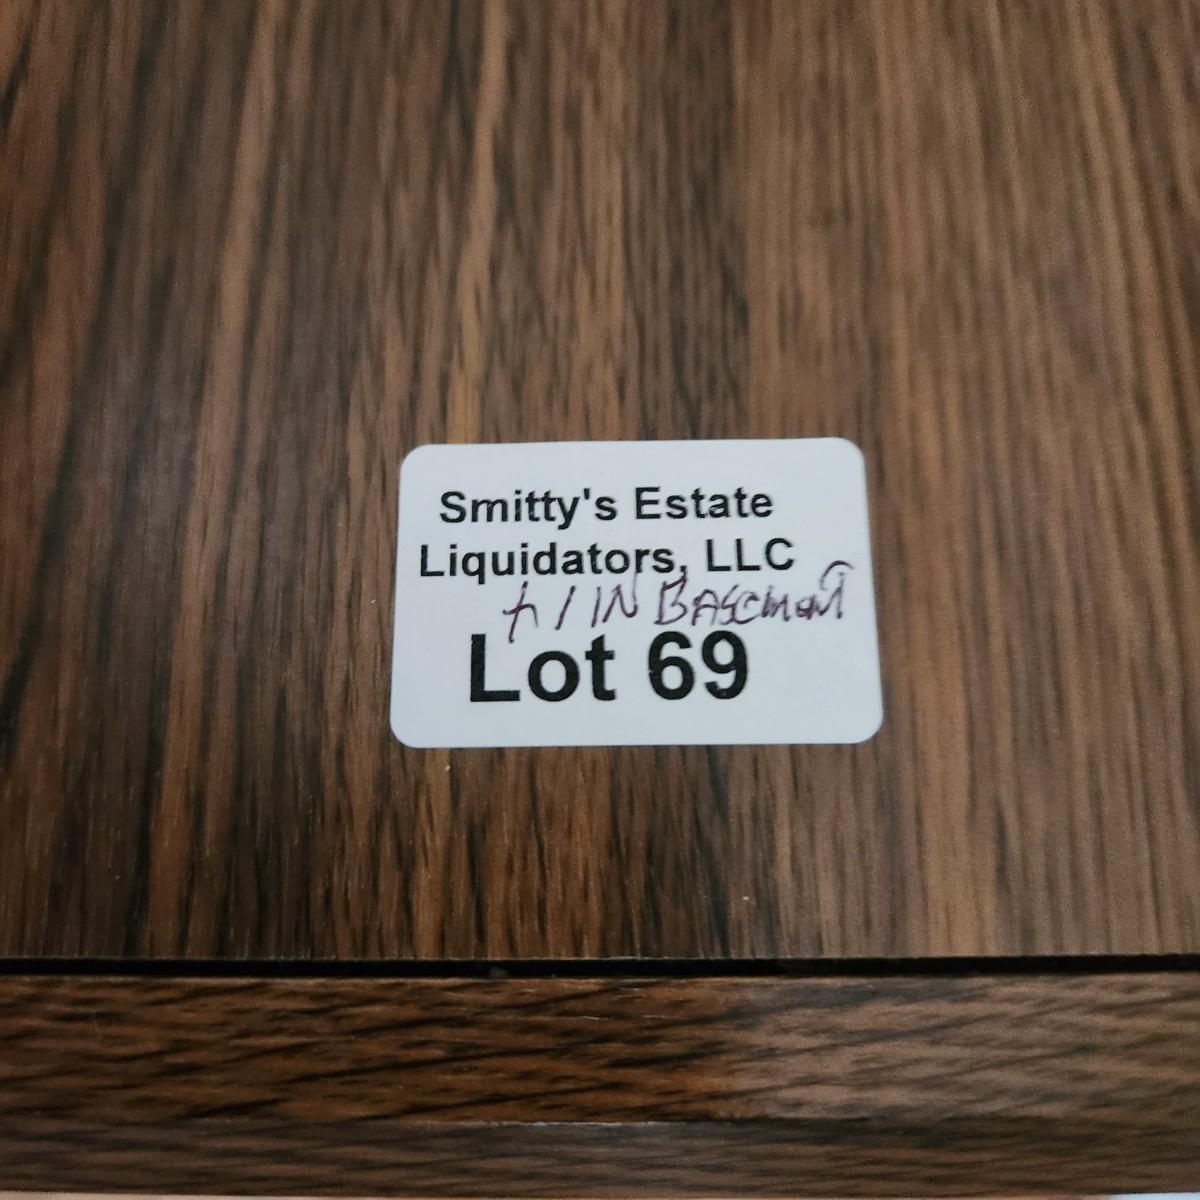 Smitty's Estate
Liquidators, LLC
+ 1 IN BASEMENT
Lot 69